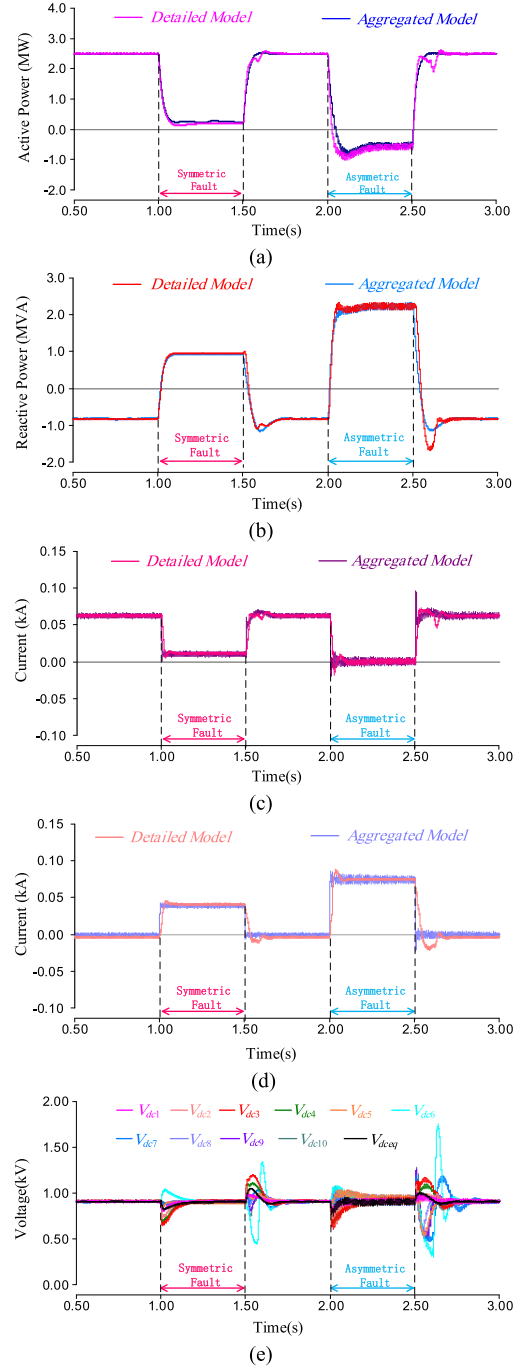 Detailed Model Aggregated Model
4.0
3.0
2.0
1.0
0.0
-1.0
-2.0
Active Power (MW)
Symmetric Fault Asymmetric Fault
0.50 1.00 1.50 2.00 2.50 3.00
Time(s)
(a)
Detailed Model Aggregated Model
3.0
2.0
1.0
0.0
-1.0
-2.0
Reactive Power (MVA)
Symmetric Fault Asymmetric Fault
0.50 1.00 1.50 2.00 2.50 3.00
Time(s)
(b)
Detailed Model Aggregated Model
0.15
0.10
0.05
0.00
-0.05
-0.10
Current (kA)
Symmetric Fault Asymmetric Fault
0.50 1.00 1.50 2.00 2.50 3.00
Time(s)
(c)
Detailed Model Aggregated Model
0.15
0.10
0.05
0.00
-0.05
-0.10
Current (kA)
Symmetric Fault Asymmetric Fault
0.50 1.00 1.50 2.00 2.50 3.00
Time(s)
(d)
Vdc1 Vdc2 Vdc3 Vdc4 Vdc5 Vdc6
Vdc7 Vdc8 Vdc9 Vdc10 Vdceq
2.00
1.50
1.00
0.50
0.00
Voltage(kV)
Symmetric Fault Asymmetric Fault
0.50 1.00 1.50 2.00 2.50 3.00
Time(s)
(e)